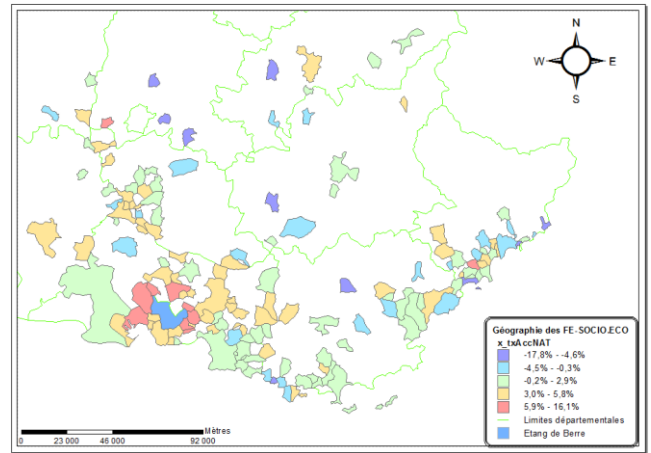 N
W E
S
Géographie des FE-SOCIO.ECO
x_txAccNAT
-17,8% - -4,6%
-4,5% - -0,3%
-0,2% - 2,9%
3,0% - 5,8%
5,9% - 16,1%
Limites départementales
Etang de Berre
Mètres
0 23 000 46 000 92 000